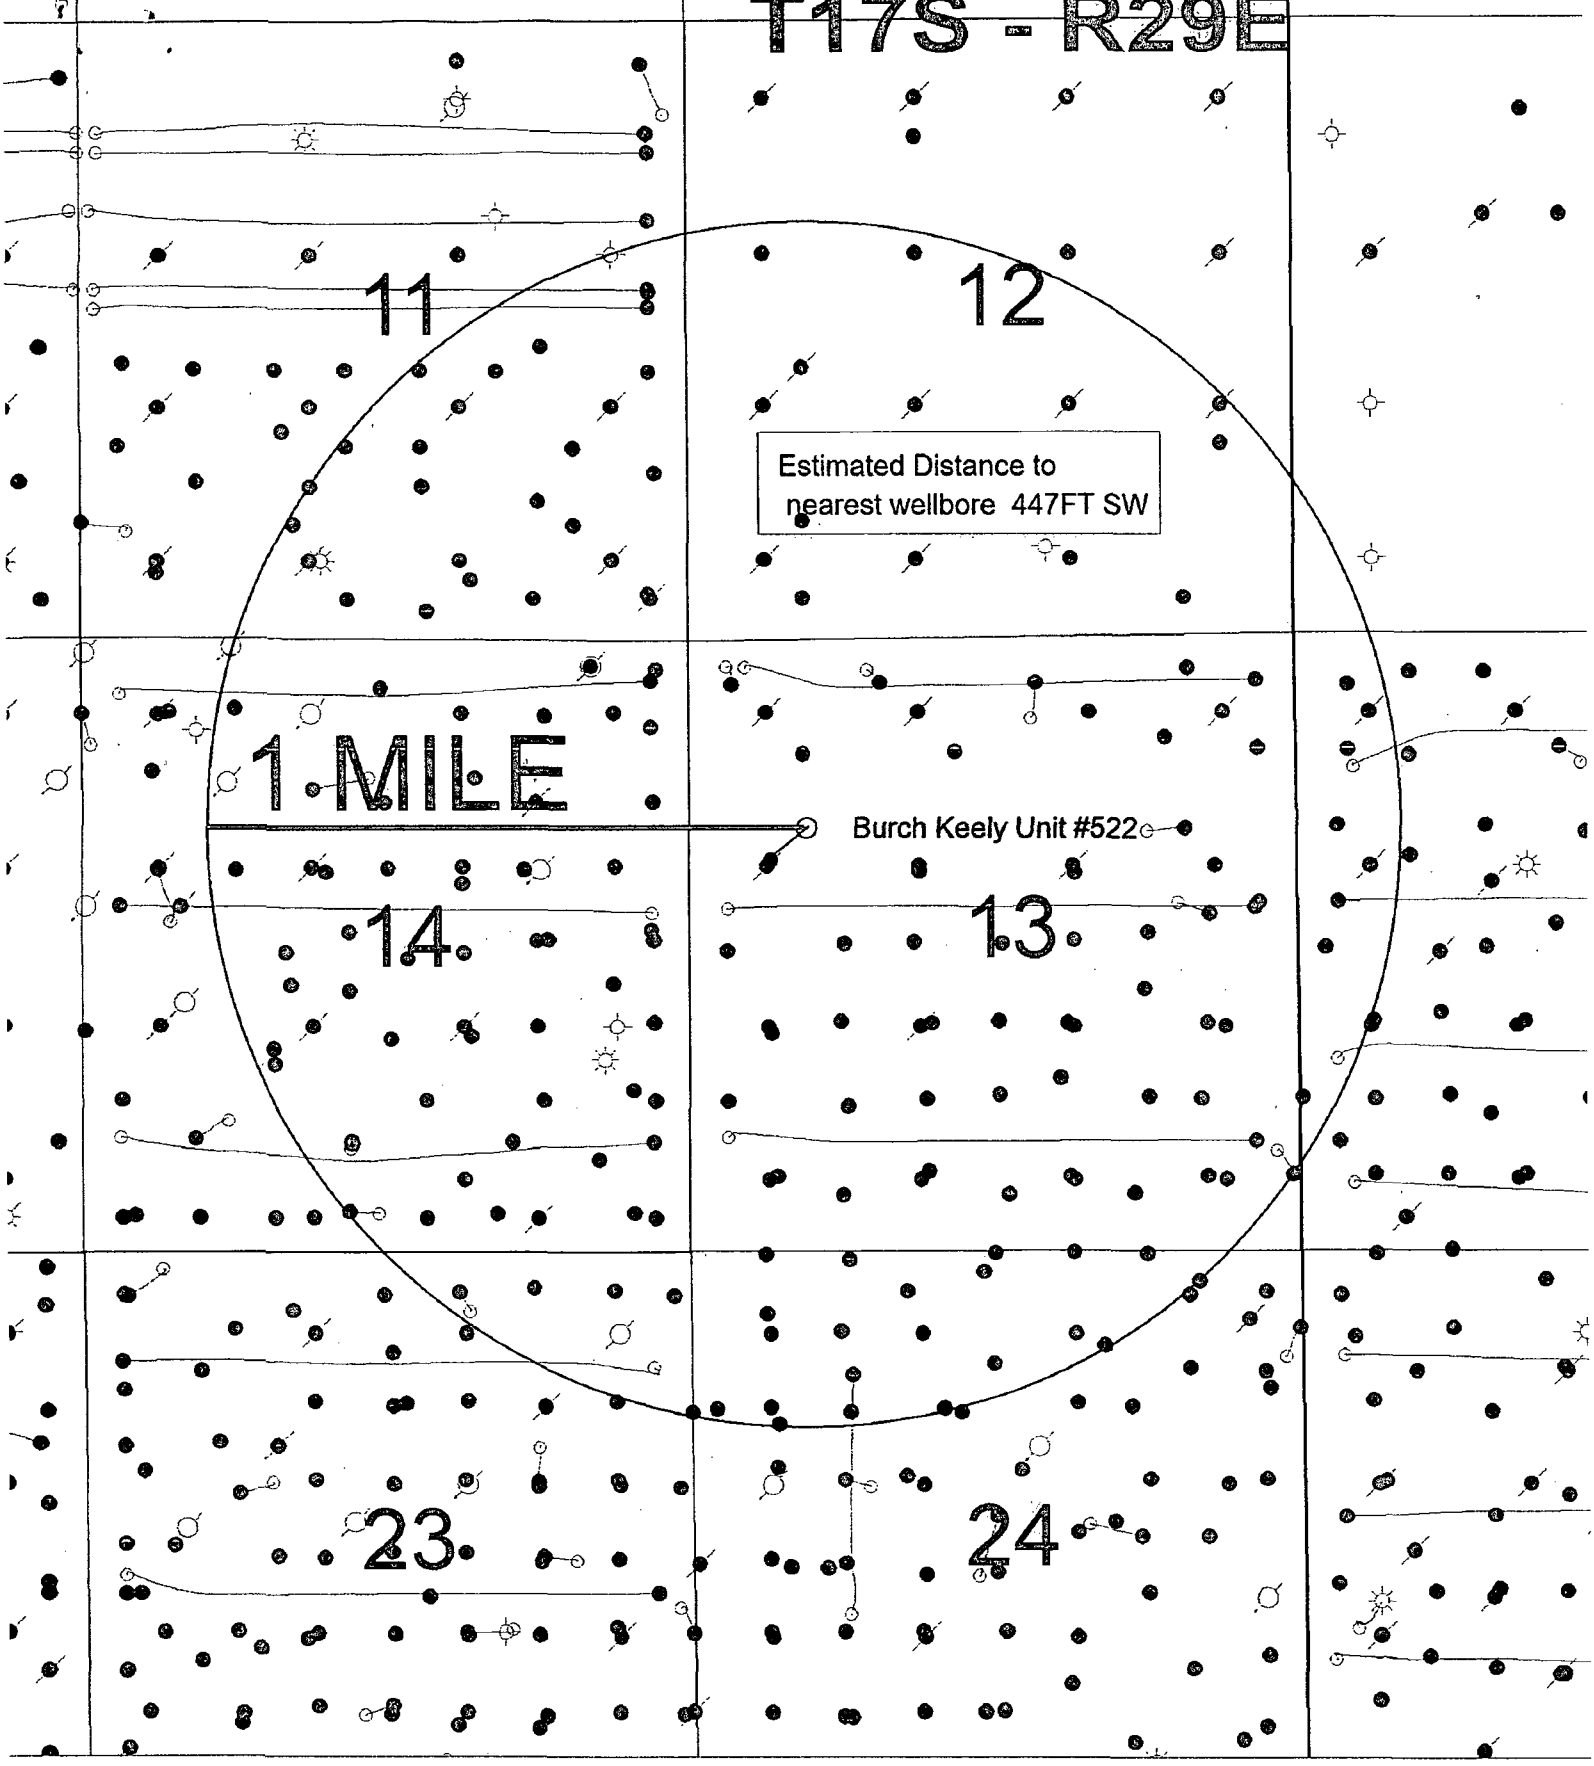 T17S - R29E
11
12
Estimated Distance to
nearest wellbore 447FT SW
1 MILE
Burch Keely Unit #522
14
13
23
24